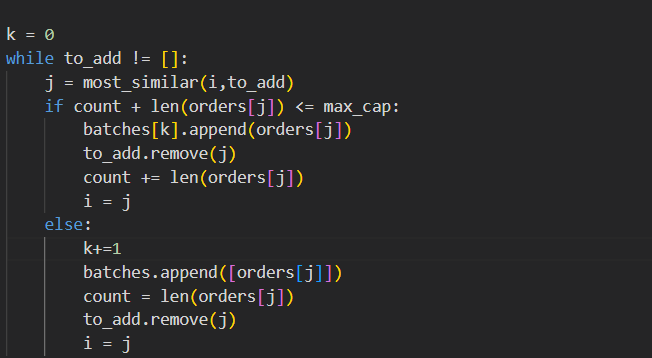 k = 0
while to_add != []:
    j = most_similar(i,to_add)
    if count + len(orders[j]) <= max_cap:
        batches[k].append(orders[j])
        to_add.remove(j)
        count += len(orders[j])
        i = j
    else:
        k+=1
        batches.append([orders[j]])
        count = len(orders[j])
        to_add.remove(j)
        i = j